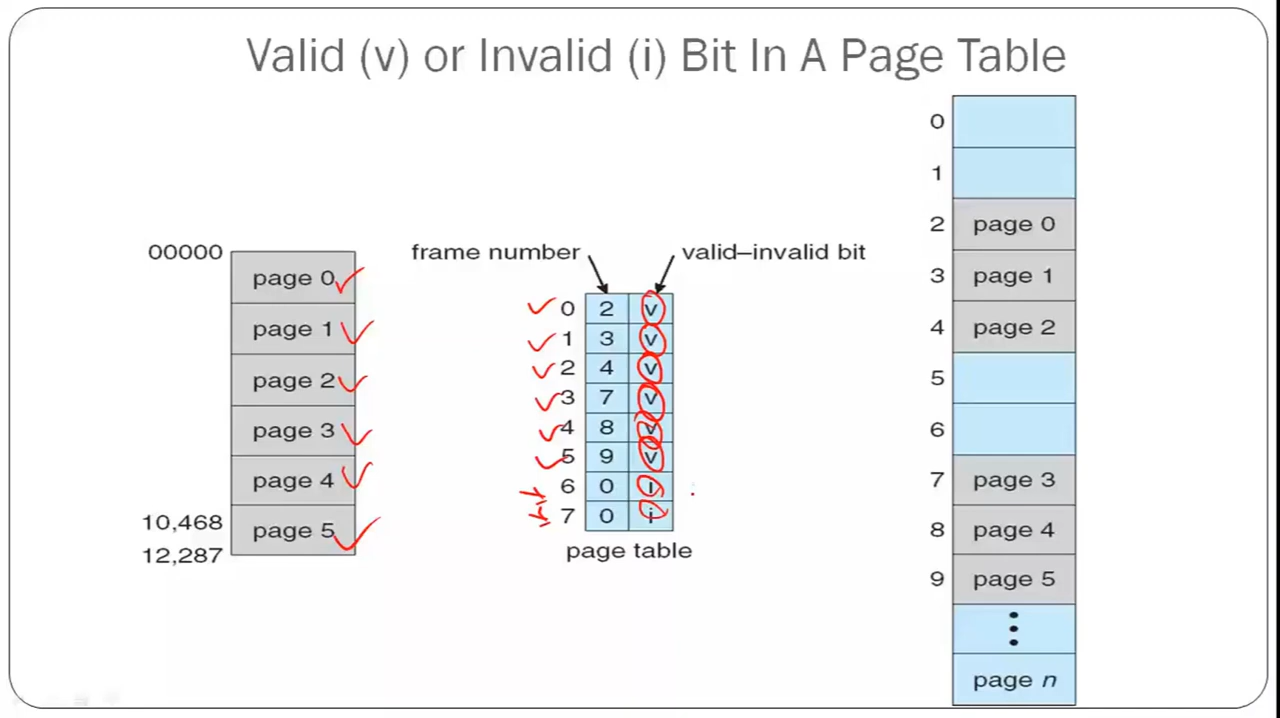 Valid (v) or Invalid (i) Bit In A Page Table
00000
page 0
page 1
page 2
page 3
page 4
10,468
page 5
12,287
frame number
valid–invalid bit
0 2 v
1 3 v
2 4 v
3 7 v
4 8 v
5 9 v
6 0 i
7 0 i
page table
0
1
2 page 0
3 page 1
4 page 2
5
6
7 page 3
8 page 4
9 page 5
page n